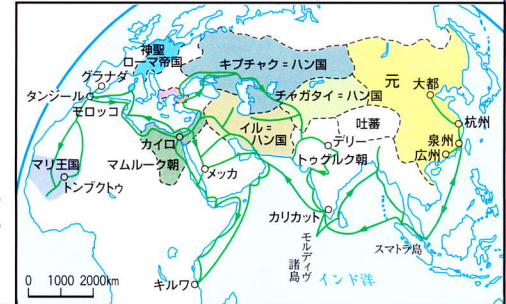 神聖
ローマ帝国
グラナダ
タンジール
モロッコ
キプチャク=ハン国
チャガタイ=ハン国
元
大都
杭州
泉州
広州
吐蕃
イル=
ハン国
デリー
トゥグルク朝
カイロ
マムルーク朝
メッカ
マリ王国
トンブクトゥ
カリカット
モルディヴ
諸島
スマトラ島
インド洋
キルワ
0 1000 2000km